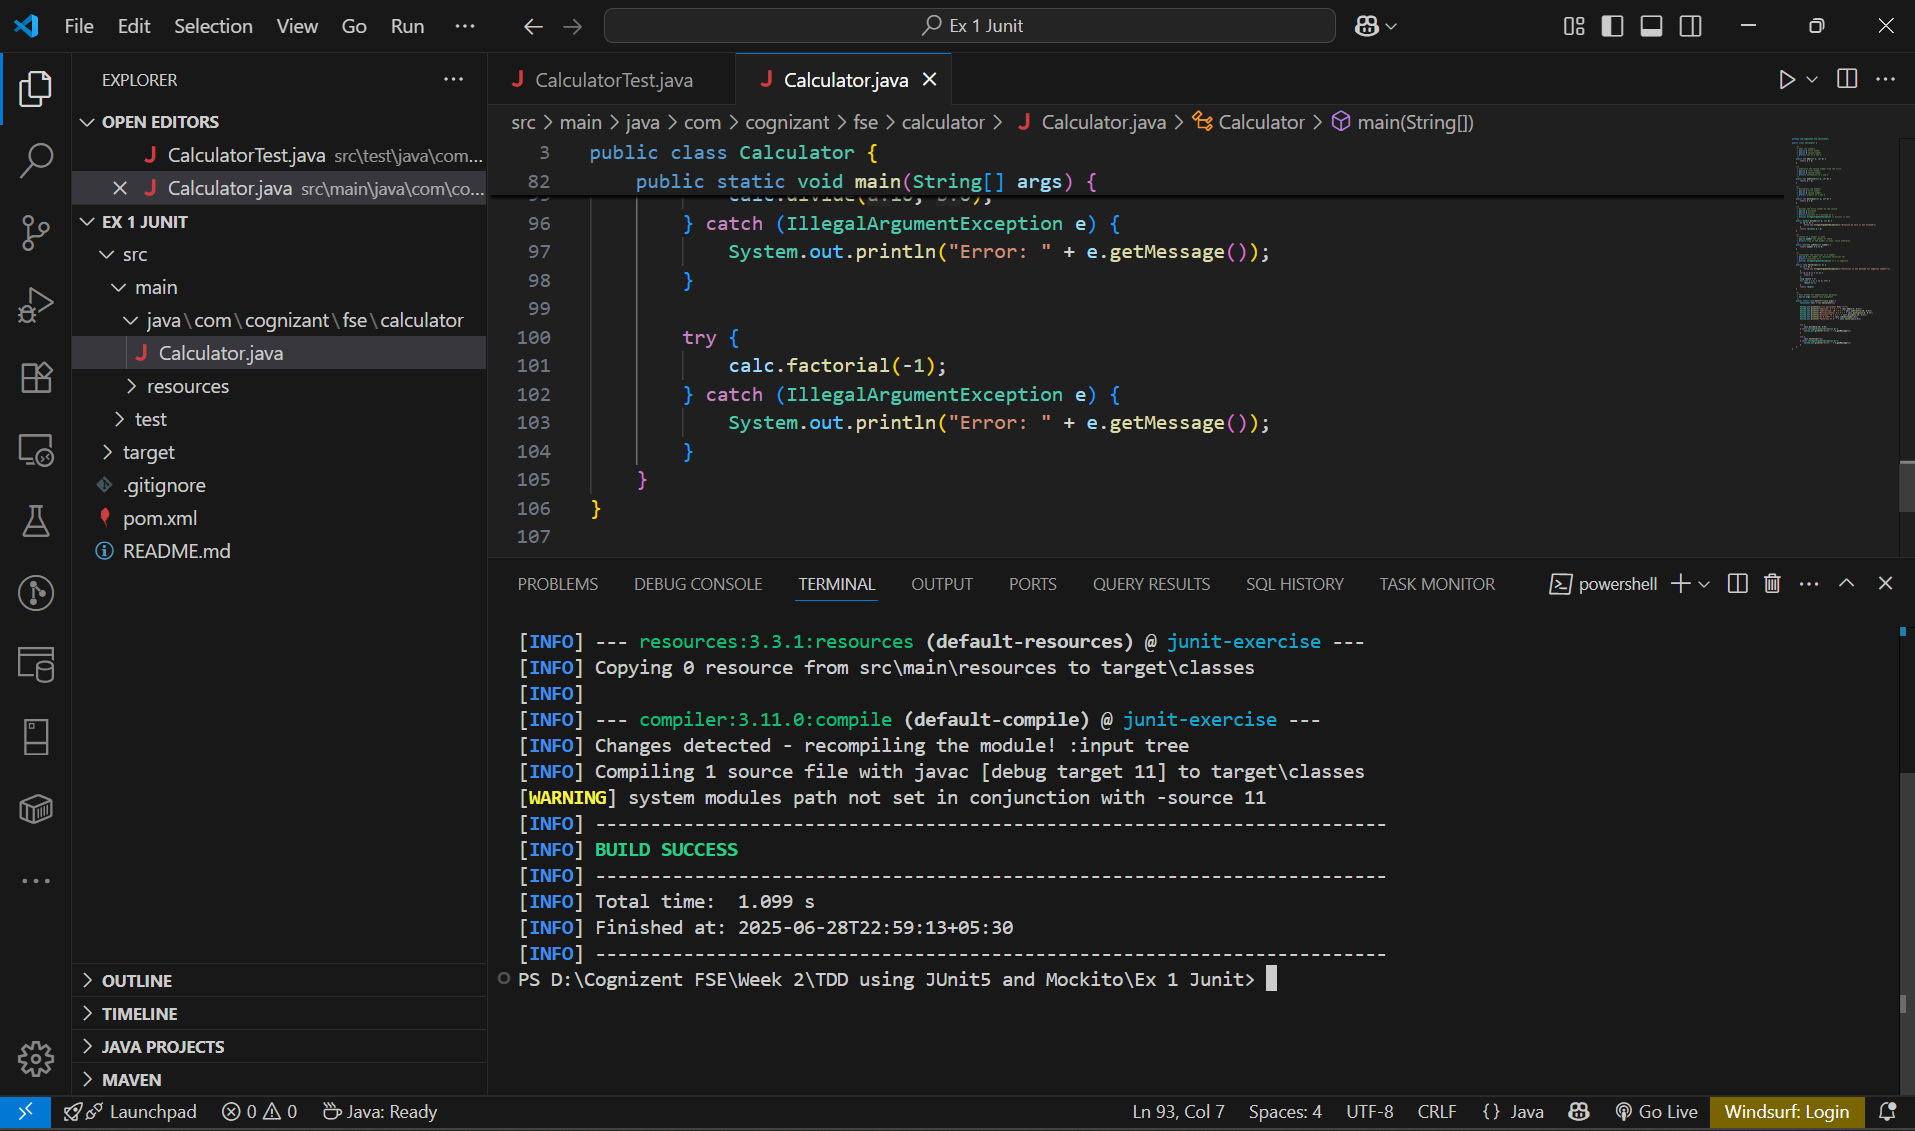 File Edit Selection View Go Run ··· Ex 1 Junit
EXPLORER ···
OPEN EDITORS
CalculatorTest.java src\test\java\com...
Calculator.java src\main\java\com\co...
EX 1 JUNIT
src
main
java\com\cognizant\fse\calculator
Calculator.java
resources
test
target
.gitignore
pom.xml
README.md
OUTLINE
TIMELINE
JAVA PROJECTS
MAVEN
CalculatorTest.java Calculator.java
src > main > java > com > cognizant > fse > calculator > Calculator.java > Calculator > main(String[])
3 public class Calculator {
82 public static void main(String[] args) {
95 calc.divide(a:10, b:0);
96 } catch (IllegalArgumentException e) {
97 System.out.println("Error: " + e.getMessage());
98 }
99
100 try {
101 calc.factorial(-1);
102 } catch (IllegalArgumentException e) {
103 System.out.println("Error: " + e.getMessage());
104 }
105 }
106 }
107
PROBLEMS DEBUG CONSOLE TERMINAL OUTPUT PORTS QUERY RESULTS SQL HISTORY TASK MONITOR powershell
[INFO] --- resources:3.3.1:resources (default-resources) @ junit-exercise ---
[INFO] Copying 0 resource from src\main\resources to target\classes
[INFO]
[INFO] --- compiler:3.11.0:compile (default-compile) @ junit-exercise ---
[INFO] Changes detected - recompiling the module! :input tree
[INFO] Compiling 1 source file with javac [debug target 11] to target\classes
[WARNING] system modules path not set in conjunction with -source 11
[INFO] ------------------------------------------------------------------------
[INFO] BUILD SUCCESS
[INFO] ------------------------------------------------------------------------
[INFO] Total time:  1.099 s
[INFO] Finished at: 2025-06-28T22:59:13+05:30
[INFO] ------------------------------------------------------------------------
PS D:\Cognizent FSE\Week 2\TDD using JUnit5 and Mockito\Ex 1 Junit>
Launchpad 0 0 Java: Ready Ln 93, Col 7 Spaces: 4 UTF-8 CRLF {} Java Go Live Windsurf: Login